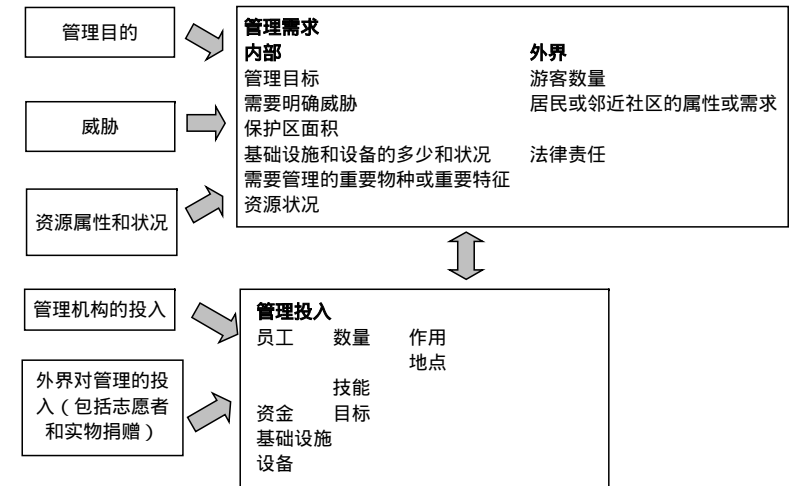 管理目的
威胁
资源属性和状况
管理需求
内部 外界
管理目标 游客数量
需要明确威胁 居民或邻近社区的属性或需求
保护区面积
基础设施和设备的多少和状况 法律责任
需要管理的重要物种或重要特征
资源状况
管理机构的投入
外界对管理的投
入（包括志愿者
和实物捐赠）
管理投入
员工 数量 作用
地点
技能
资金 目标
基础设施
设备